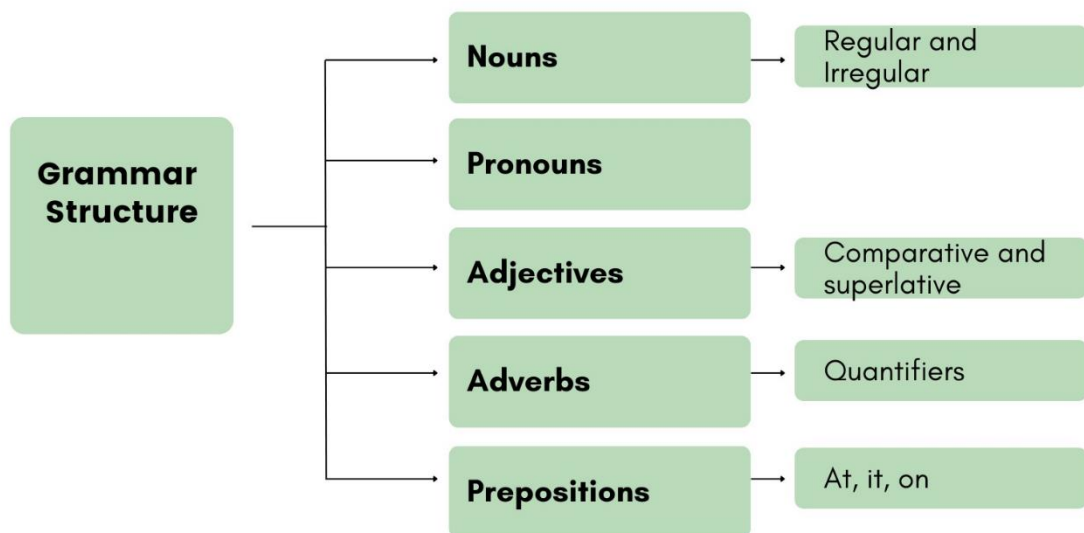 Grammar
Structure
Nouns
Regular and
Irregular
Pronouns
Adjectives
Comparative and
superlative
Adverbs
Quantifiers
Prepositions
At, it, on